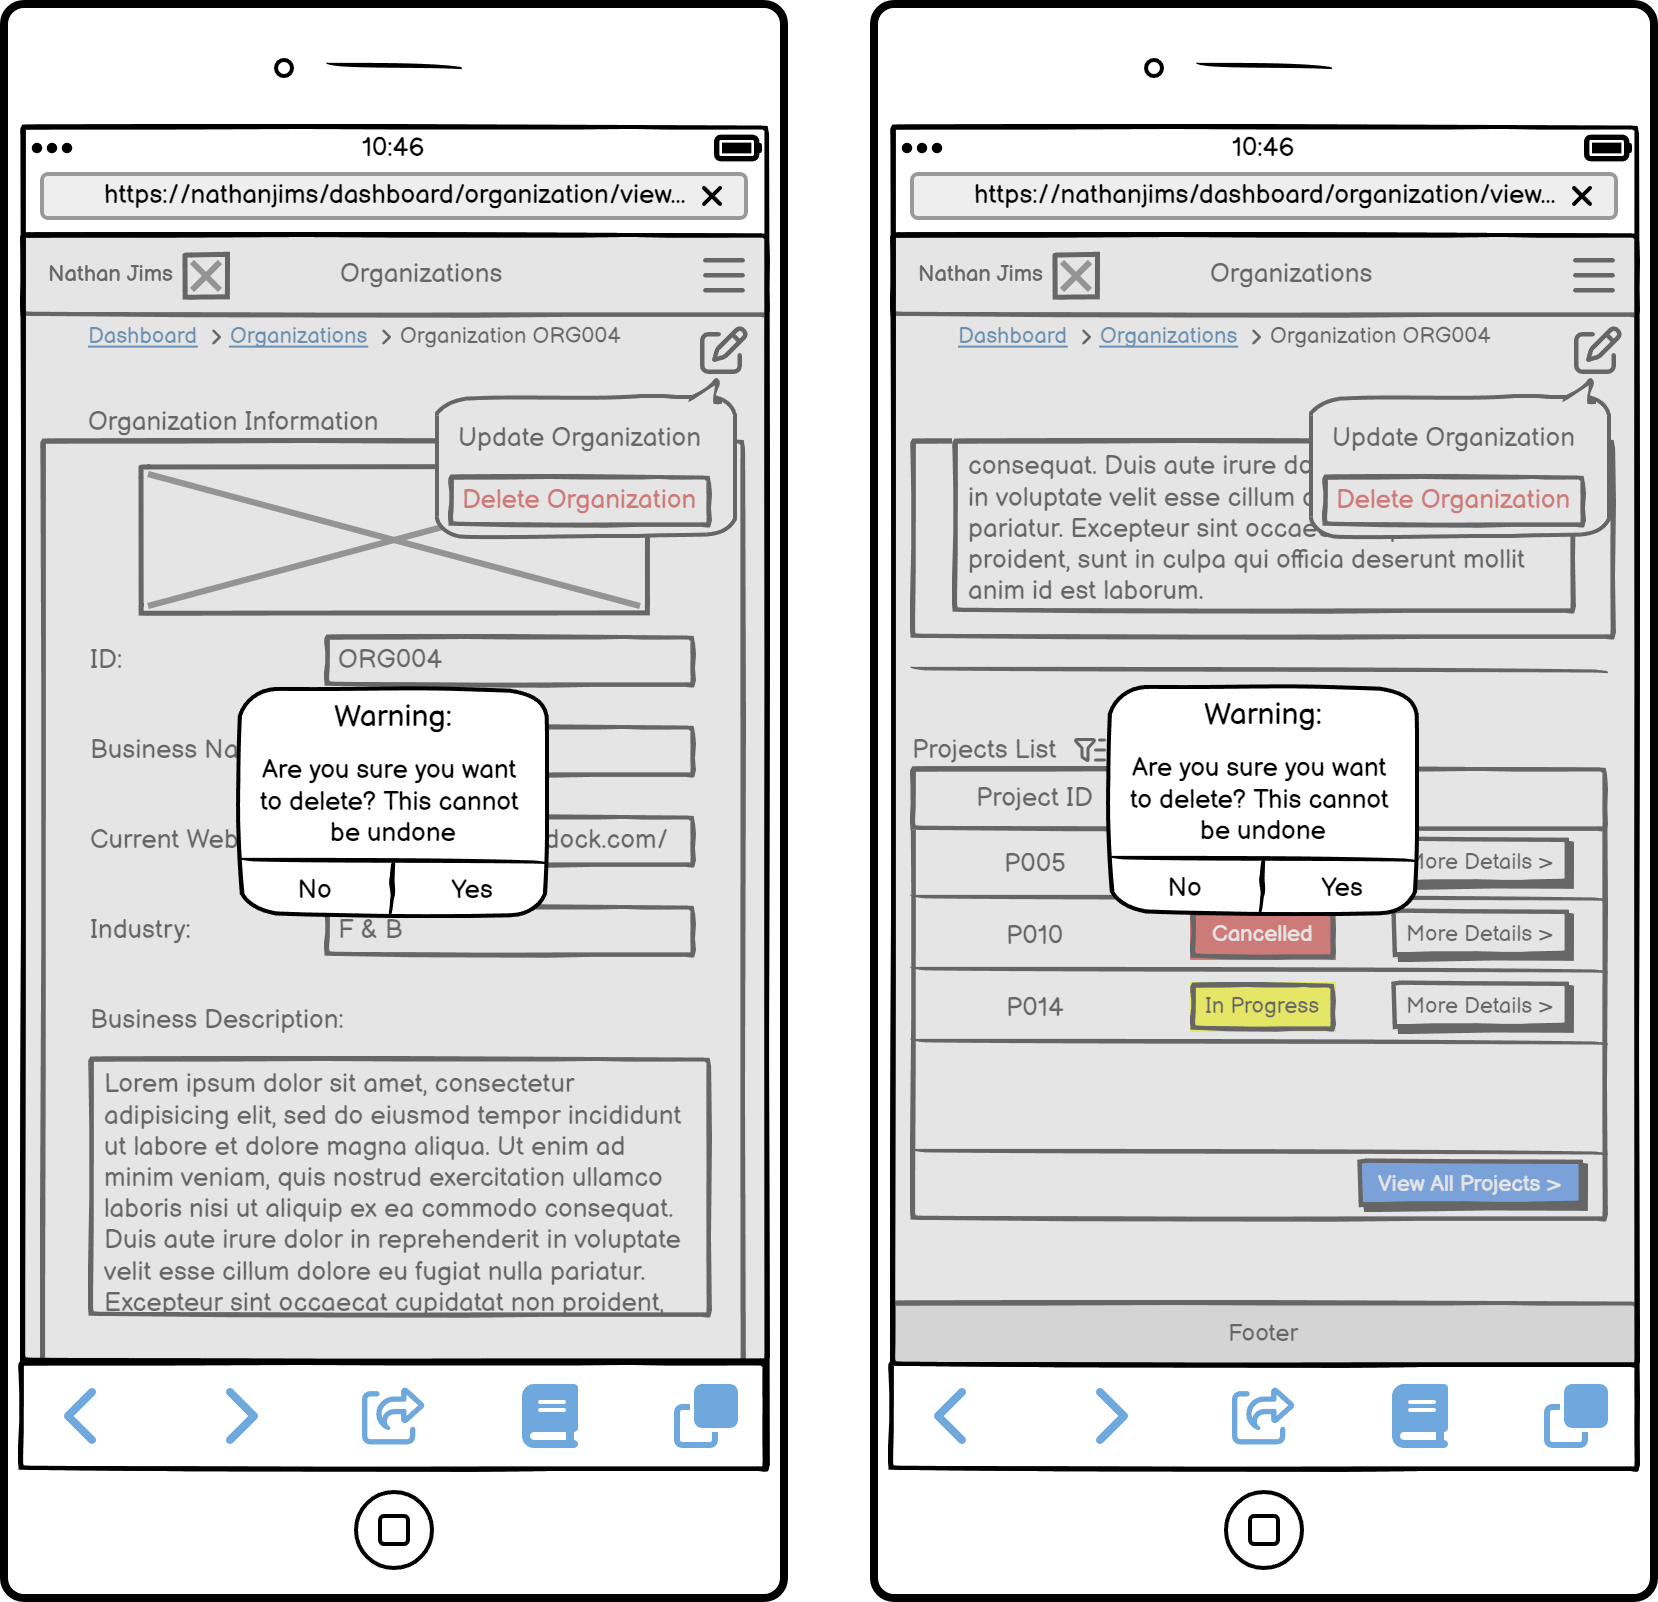 10:46
https://nathanjims/dashboard/organization/view...
Nathan Jims
Organizations
Dashboard > Organizations > Organization ORG004
Organization Information
Update Organization
Delete Organization
ID:
ORG004
Warning:
Are you sure you want
to delete? This cannot
be undone
No
Yes
Business Na
Current Web
dock.com/
Industry:
F & B
Business Description:
Lorem ipsum dolor sit amet, consectetur
adipisicing elit, sed do eiusmod tempor incididunt
ut labore et dolore magna aliqua. Ut enim ad
minim veniam, quis nostrud exercitation ullamco
laboris nisi ut aliquip ex ea commodo consequat.
Duis aute irure dolor in reprehenderit in voluptate
velit esse cillum dolore eu fugiat nulla pariatur.
Excepteur sint occaecat cupidatat non proident,
10:46
https://nathanjims/dashboard/organization/view...
Nathan Jims
Organizations
Dashboard > Organizations > Organization ORG004
Update Organization
Delete Organization
consequat. Duis aute irure do
in voluptate velit esse cillum
pariatur. Excepteur sint occae
proident, sunt in culpa qui officia deserunt mollit
anim id est laborum.
Projects List
Warning:
Are you sure you want
to delete? This cannot
be undone
No
Yes
Project ID
P005
More Details >
P010
Cancelled
More Details >
P014
In Progress
More Details >
View All Projects >
Footer